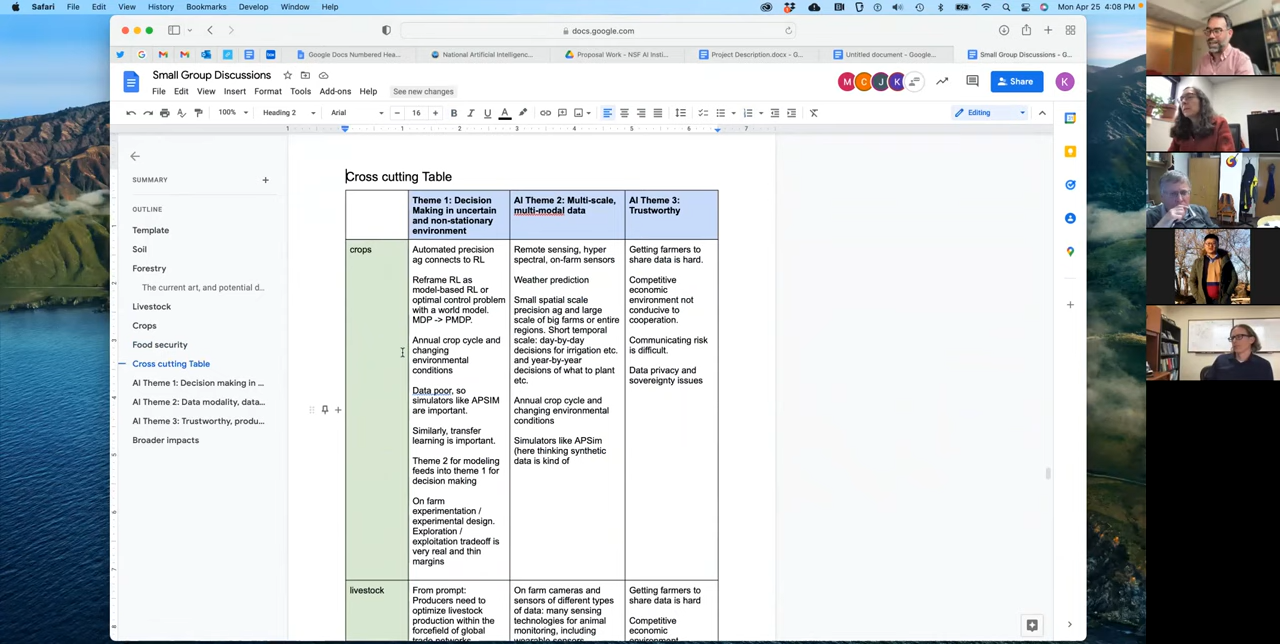 Safari File Edit View History Bookmarks Develop Window Help Mon Apr 25 4:08 PM
docs.google.com
Google Docs Numbered Hea... National Artificial Intelligenc... Proposal Work - NSF AI Insti... Project Description.docx - G... Untitled document - Google... Small Group Discussions - G...
Small Group Discussions
File Edit View Insert Format Tools Add-ons Help See new changes
M C J K Share K
100% Heading 2 Arial 16 B I U A Editing
1 1 2 3 4 5 6 7
SUMMARY
OUTLINE
Template
Soil
Forestry
The current art, and potential d...
Livestock
Crops
Food security
Cross cutting Table
AI Theme 1: Decision making in ...
AI Theme 2: Data modality, data...
AI Theme 3: Trustworthy, produ...
Broader impacts
Cross cutting Table
Theme 1: Decision
Making in uncertain
and non-stationary
environment
AI Theme 2: Multi-scale,
multi-modal data
AI Theme 3:
Trustworthy
crops
Automated precision
ag connects to RL
Reframe RL as
model-based RL or
optimal control problem
with a world model.
MDP -> PMDP.
Annual crop cycle and
changing
environmental
conditions
Data poor, so
simulators like APSIM
are important.
Similarly, transfer
learning is important.
Theme 2 for modeling
feeds into theme 1 for
decision making
On farm
experimentation /
experimental design.
Exploration /
exploitation tradeoff is
very real and thin
margins
Remote sensing, hyper
spectral, on-farm sensors
Weather prediction
Small spatial scale
precision ag and large
scale of big farms or entire
regions. Short temporal
scale: day-by-day
decisions for irrigation etc.
and year-by-year
decisions of what to plant
etc.
Annual crop cycle and
changing environmental
conditions
Simulators like APSim
(here thinking synthetic
data is kind of
Getting farmers to
share data is hard.
Competitive
economic
environment not
conducive to
cooperation.
Communicating risk
is difficult.
Data privacy and
sovereignty issues
livestock
From prompt:
Producers need to
optimize livestock
production within the
forcefield of global
trade networks
On farm cameras and
sensors of different types
of data: many sensing
technologies for animal
monitoring, including
wearable sensors
Getting farmers to
share data is hard
Competitive
economic
environment